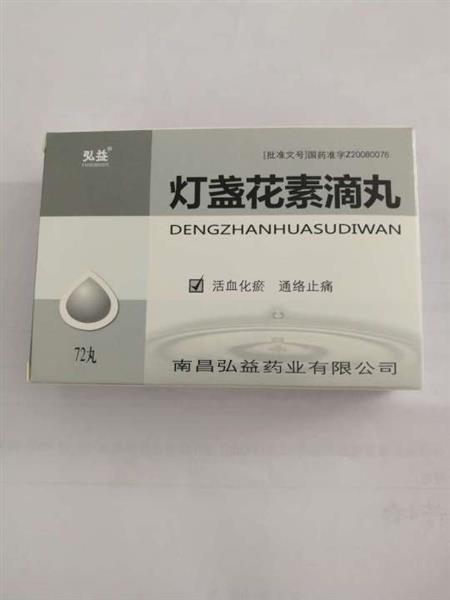 弘益®
[批准文号]国药准字Z20080076
灯盏花素滴丸
DENGZHANHUASUDIWAN
活血化瘀 通络止痛
72丸
南昌弘益药业有限公司